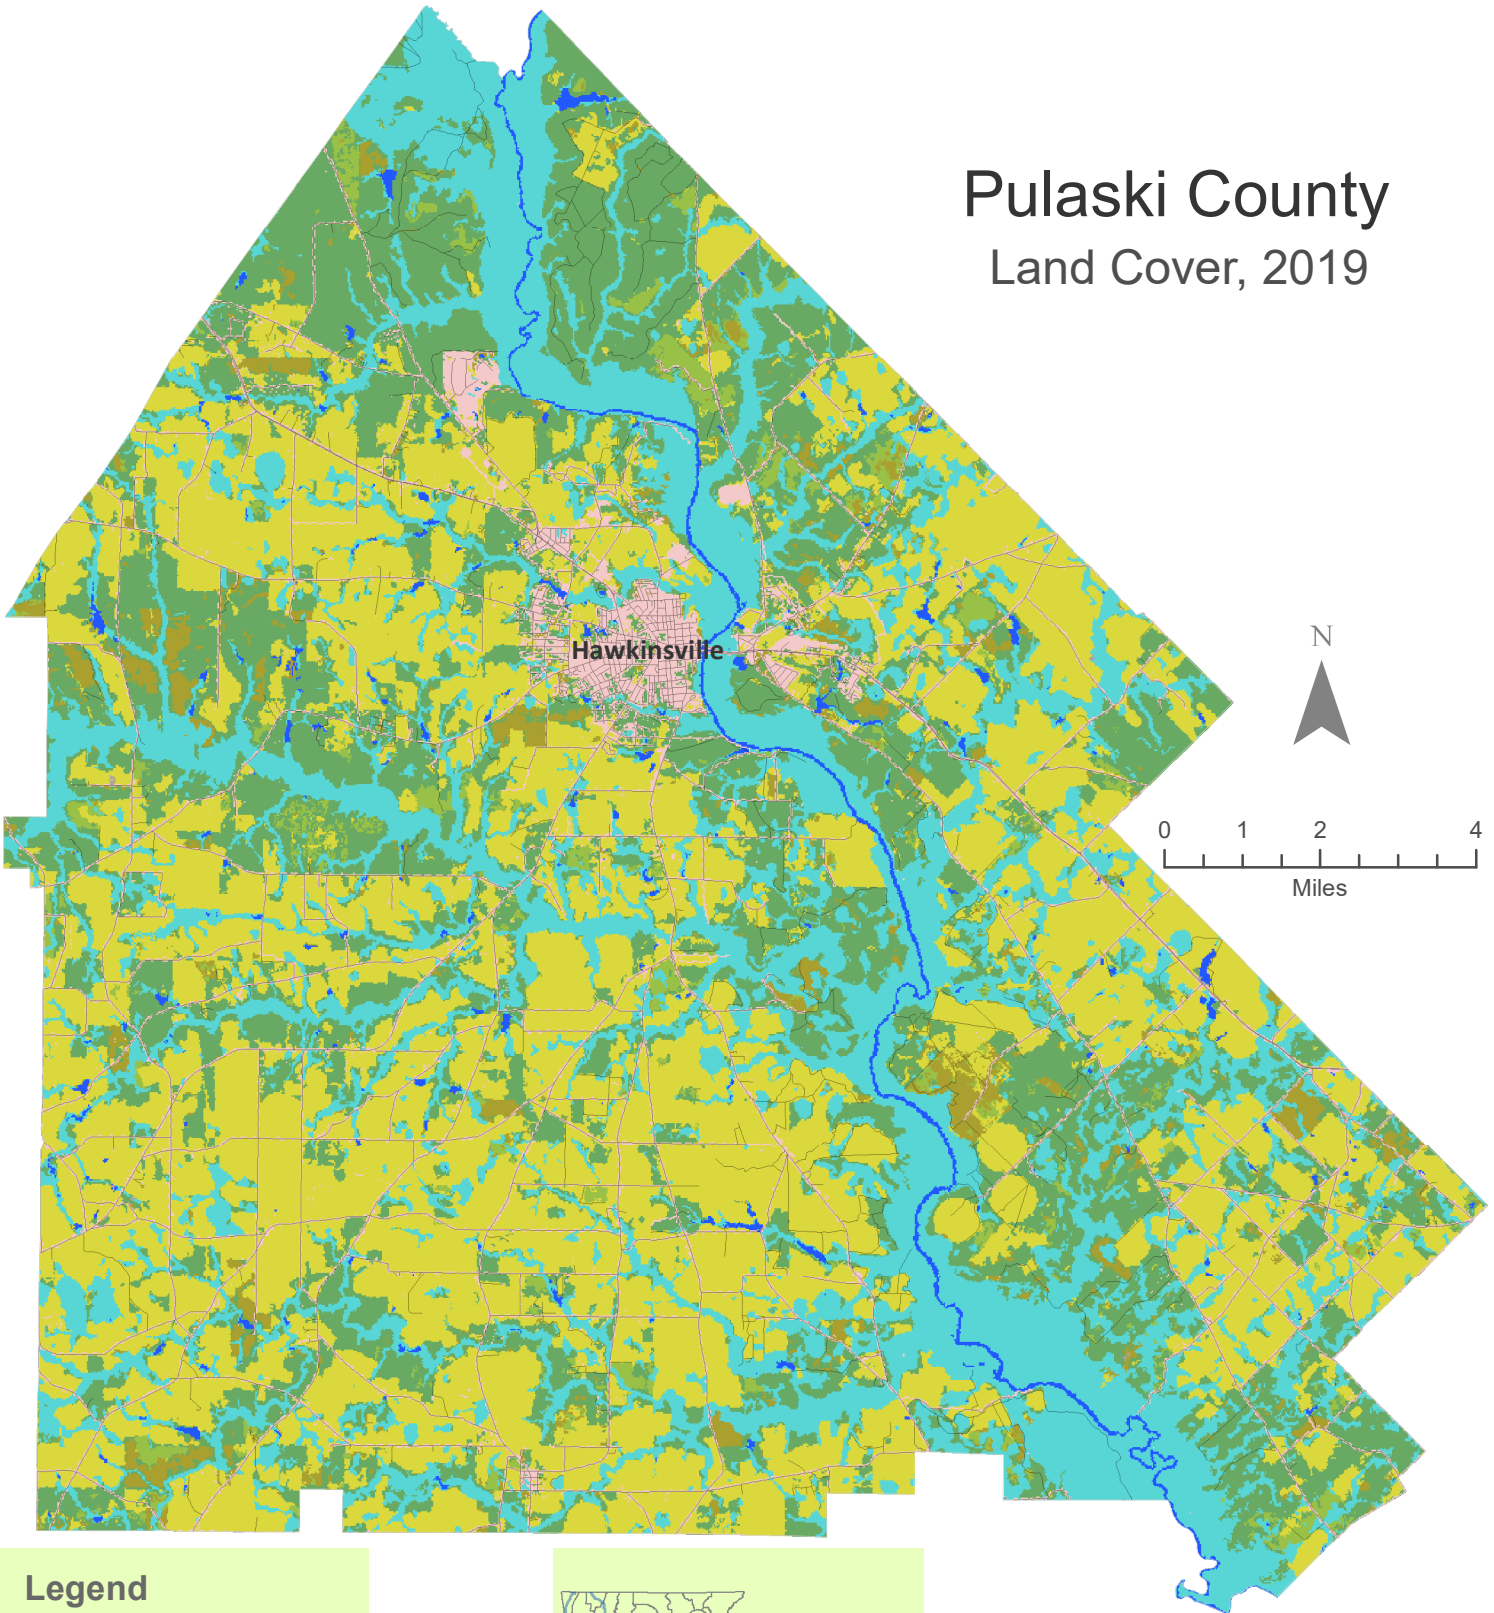 Pulaski County
Land Cover, 2019
Hawkinsville
N
0 1 2 4
Miles
Legend